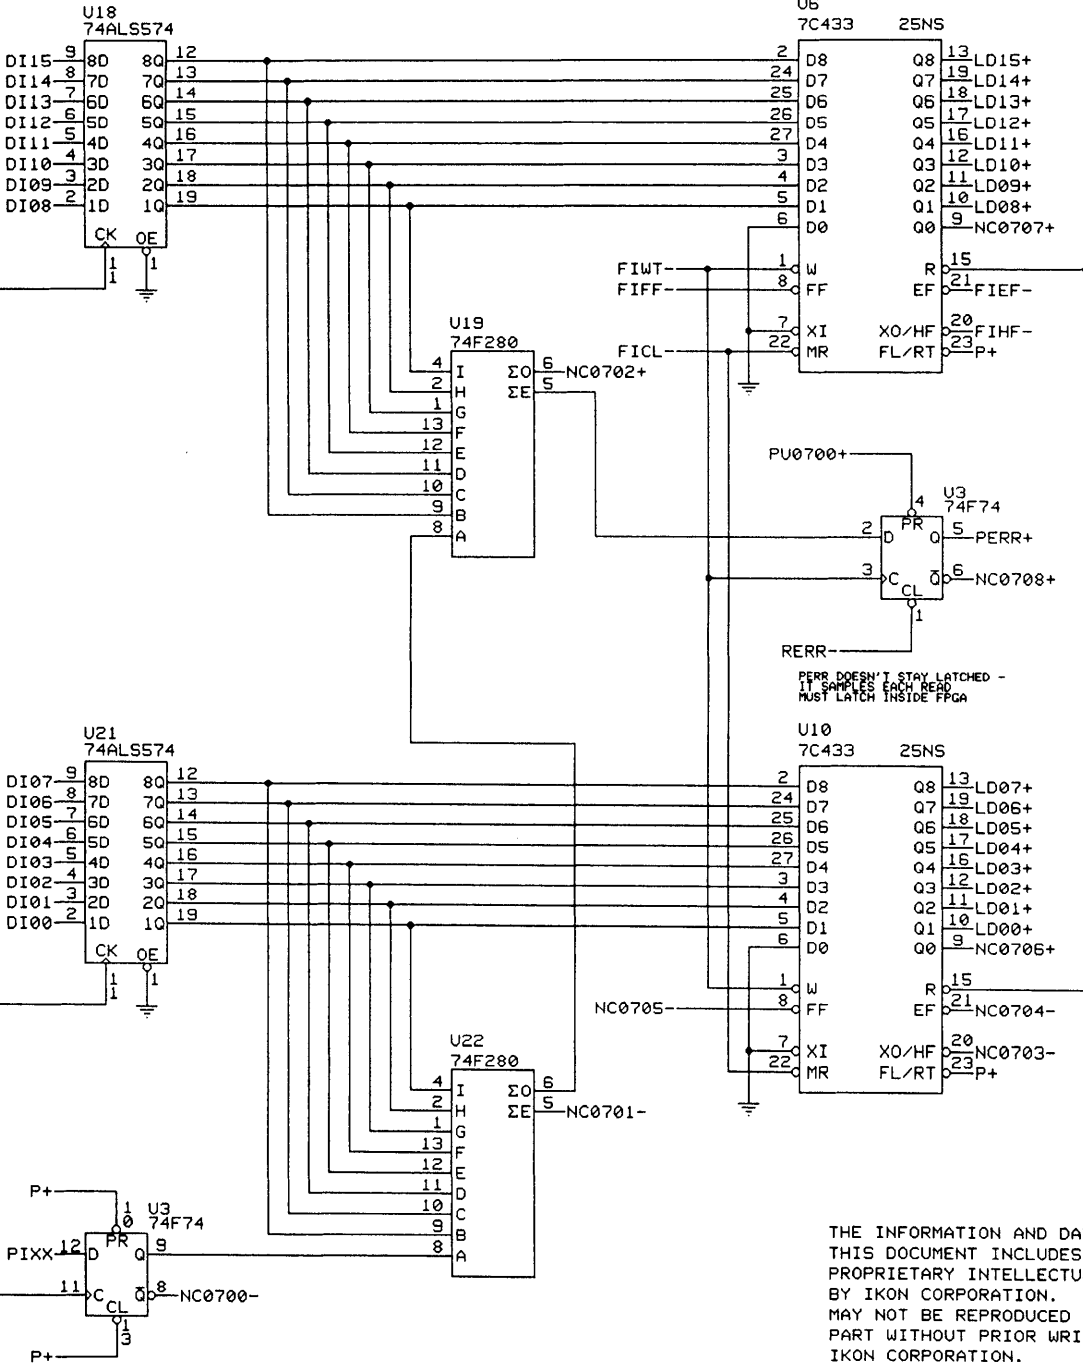 U18
74ALS574
DI15 9 8D 8Q 12
DI14 8 7D 7Q 13
DI13 7 6D 6Q 14
DI12 6 5D 5Q 15
DI11 5 4D 4Q 16
DI10 4 3D 3Q 17
DI09 3 2D 2Q 18
DI08 2 1D 1Q 19
CK OE
11 1
U6
7C433 25NS
2 D8 Q8 13 LD15+
24 D7 Q7 19 LD14+
25 D6 Q6 18 LD13+
26 D5 Q5 17 LD12+
27 D4 Q4 16 LD11+
3 D3 Q3 12 LD10+
4 D2 Q2 11 LD09+
5 D1 Q1 10 LD08+
6 D0 Q0 9 NC0707+
FIWT 1 W R 15
FIFF 8 FF EF 21 FIEF-
7 XI XO/HF 20 FIHF-
FICL 22 MR FL/RT 23 P+
U19
74F280
4 I ΣO 6 NC0702+
2 H ΣE 5
1 G
13 F
12 E
11 D
10 C
9 B
8 A
PU0700+
4
U3
74F74
PR
2 D Q 5 PERR+
3 C Q̅ 6 NC0708+
CL
1
RERR-
PERR DOESN'T STAY LATCHED -
IT SAMPLES EACH READ
MUST LATCH INSIDE FPGA
U21
74ALS574
DI07 9 8D 8Q 12
DI06 8 7D 7Q 13
DI05 7 6D 6Q 14
DI04 6 5D 5Q 15
DI03 5 4D 4Q 16
DI02 4 3D 3Q 17
DI01 3 2D 2Q 18
DI00 2 1D 1Q 19
CK OE
11 1
U10
7C433 25NS
2 D8 Q8 13 LD07+
24 D7 Q7 19 LD06+
25 D6 Q6 18 LD05+
26 D5 Q5 17 LD04+
27 D4 Q4 16 LD03+
3 D3 Q3 12 LD02+
4 D2 Q2 11 LD01+
5 D1 Q1 10 LD00+
6 D0 Q0 9 NC0706+
1 W R 15
NC0705 8 FF EF 21 NC0704-
7 XI XO/HF 20 NC0703-
22 MR FL/RT 23 P+
U22
74F280
4 I ΣO 6
2 H ΣE 5 NC0701-
1 G
13 F
12 E
11 D
10 C
9 B
8 A
P+
10
U3
74F74
PR
PIXX 12 D Q 9
11 C Q̅ 8 NC0700-
CL
13
P+
THE INFORMATION AND DA
THIS DOCUMENT INCLUDES
PROPRIETARY INTELLECTU
BY IKON CORPORATION.
MAY NOT BE REPRODUCED
PART WITHOUT PRIOR WRI
IKON CORPORATION.